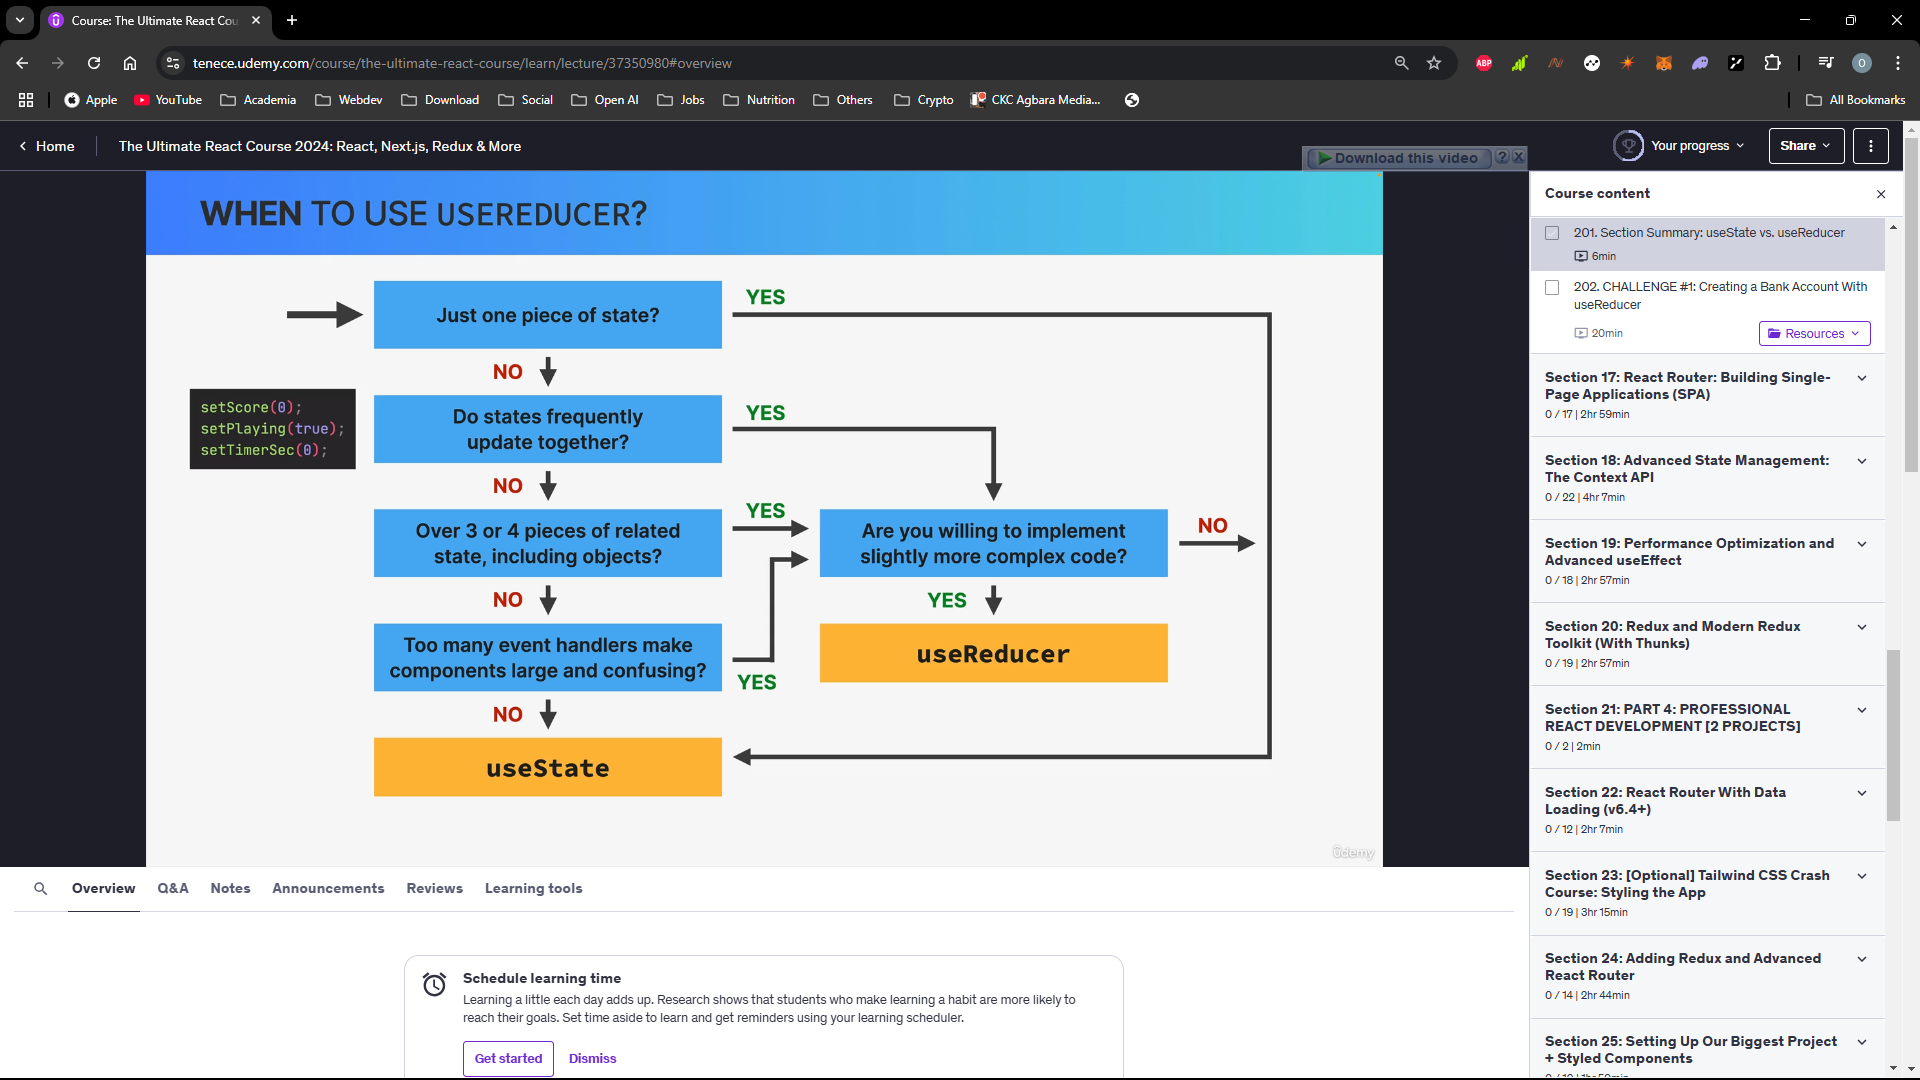 Course: The Ultimate React Cou
tenece.udemy.com/course/the-ultimate-react-course/learn/lecture/37350980#overview
ABP
O
Apple
YouTube
Academia
Webdev
Download
Social
Open AI
Jobs
Nutrition
Others
Crypto
CKC Agbara Media...
All Bookmarks
Home
The Ultimate React Course 2024: React, Next.js, Redux & More
Your progress
Share
Download this video
WHEN TO USE USEREDUCER?
Just one piece of state?
YES
NO
setScore(0);
setPlaying(true);
setTimerSec(0);
Do states frequently
update together?
YES
NO
Over 3 or 4 pieces of related
state, including objects?
YES
Are you willing to implement
slightly more complex code?
NO
NO
YES
Too many event handlers make
components large and confusing?
YES
useReducer
NO
useState
ûdemy
Course content
201. Section Summary: useState vs. useReducer
6min
202. CHALLENGE #1: Creating a Bank Account With
useReducer
20min
Resources
Section 17: React Router: Building Single-
Page Applications (SPA)
0 / 17 | 2hr 59min
Section 18: Advanced State Management:
The Context API
0 / 22 | 4hr 7min
Section 19: Performance Optimization and
Advanced useEffect
0 / 18 | 2hr 57min
Section 20: Redux and Modern Redux
Toolkit (With Thunks)
0 / 19 | 2hr 57min
Section 21: PART 4: PROFESSIONAL
REACT DEVELOPMENT [2 PROJECTS]
0 / 2 | 2min
Section 22: React Router With Data
Loading (v6.4+)
0 / 12 | 2hr 7min
Section 23: [Optional] Tailwind CSS Crash
Course: Styling the App
0 / 19 | 3hr 15min
Section 24: Adding Redux and Advanced
React Router
0 / 14 | 2hr 44min
Section 25: Setting Up Our Biggest Project
+ Styled Components
Overview
Q&A
Notes
Announcements
Reviews
Learning tools
Schedule learning time
Learning a little each day adds up. Research shows that students who make learning a habit are more likely to
reach their goals. Set time aside to learn and get reminders using your learning scheduler.
Get started
Dismiss